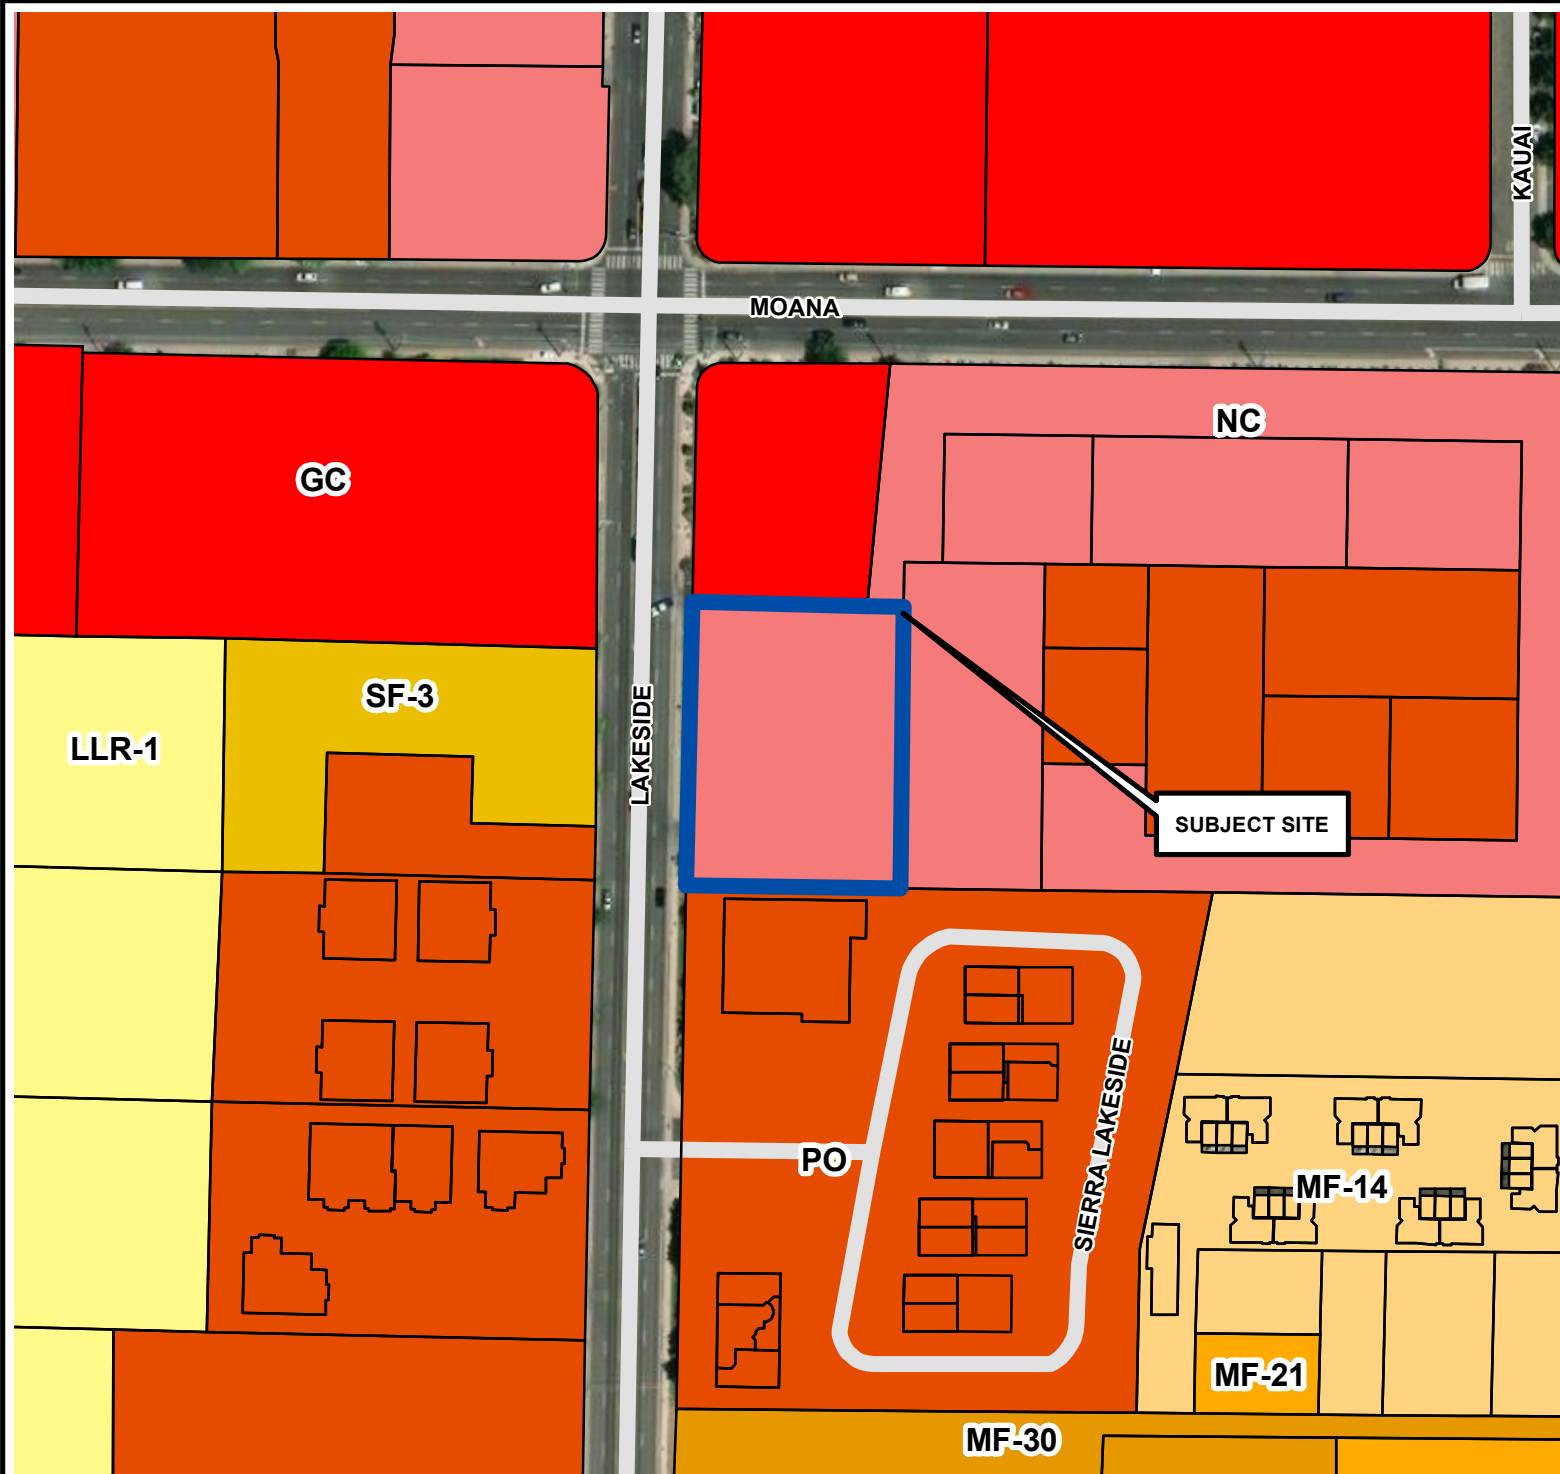 KAUAI
MOANA
NC
GC
SF-3
LLR-1
LAKESIDE
SUBJECT SITE
SIERRA LAKESIDE
PO
MF-14
MF-21
MF-30